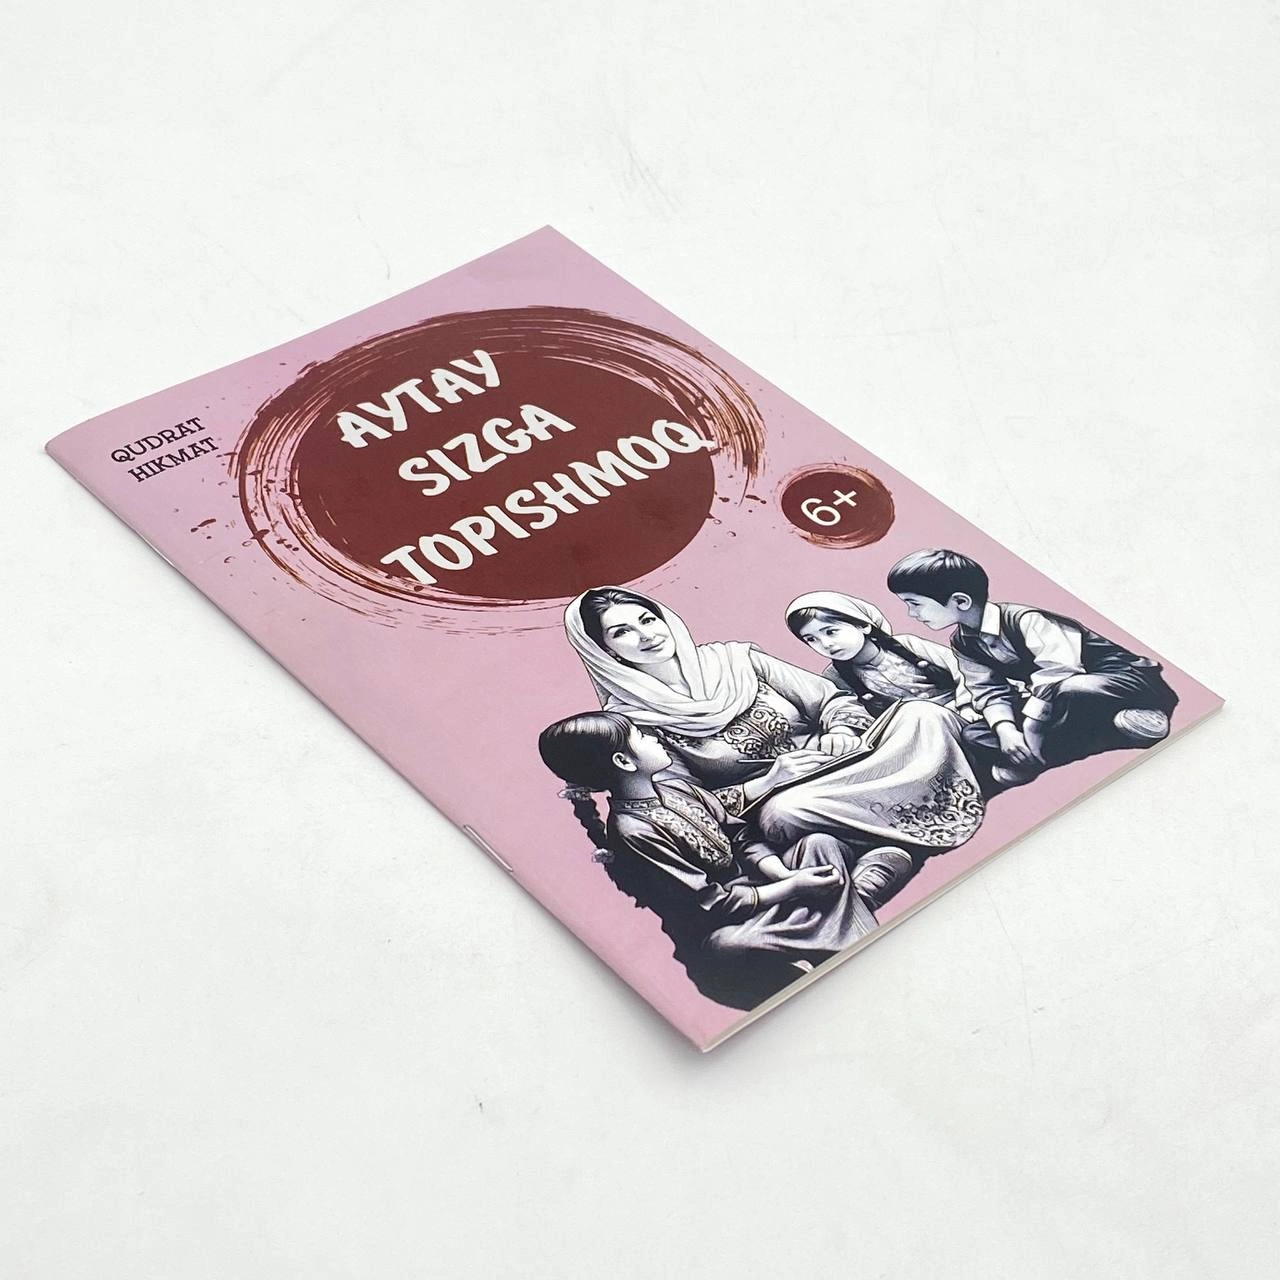 QUDRAT
HIKMAT
AYTAY
SIZGA
TOPISHMOQ
6+